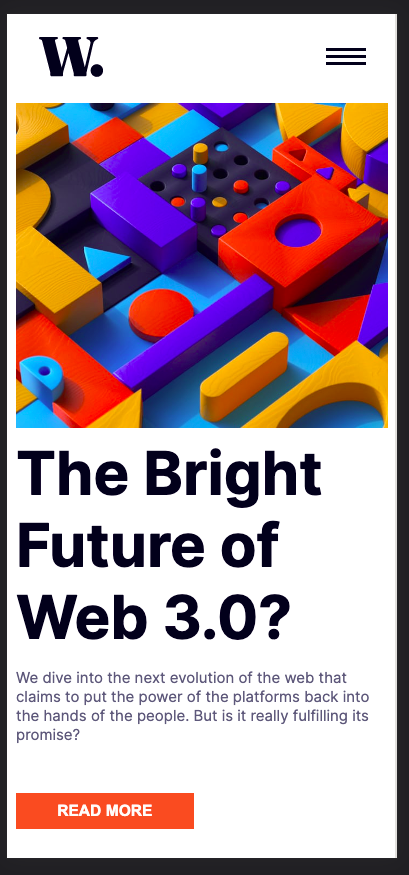 W.
The Bright
Future of
Web 3.0?
We dive into the next evolution of the web that
claims to put the power of the platforms back into
the hands of the people. But is it really fulfilling its
promise?
READ MORE